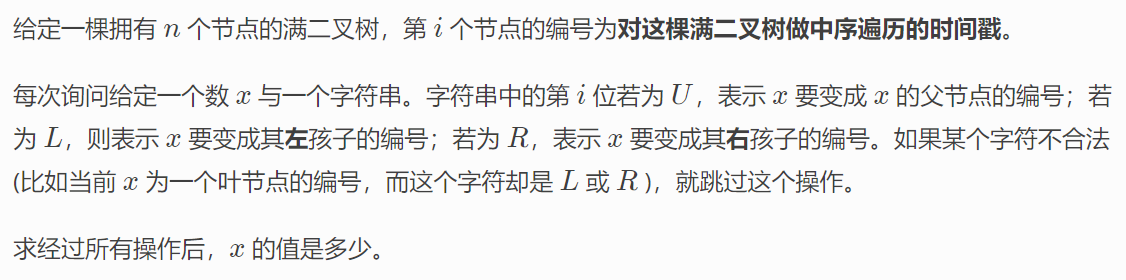 给定一棵拥有 n 个节点的满二叉树，第 i 个节点的编号为对这棵满二叉树做中序遍历的时间戳。
每次询问给定一个数 x 与一个字符串。字符串中的第 i 位若为 U，表示 x 要变成 x 的父节点的编号；若
为 L，则表示 x 要变成其左孩子的编号；若为 R，表示 x 要变成其右孩子的编号。如果某个字符不合法
(比如当前 x 为一个叶节点的编号，而这个字符却是 L 或 R )，就跳过这个操作。
求经过所有操作后，x 的值是多少。